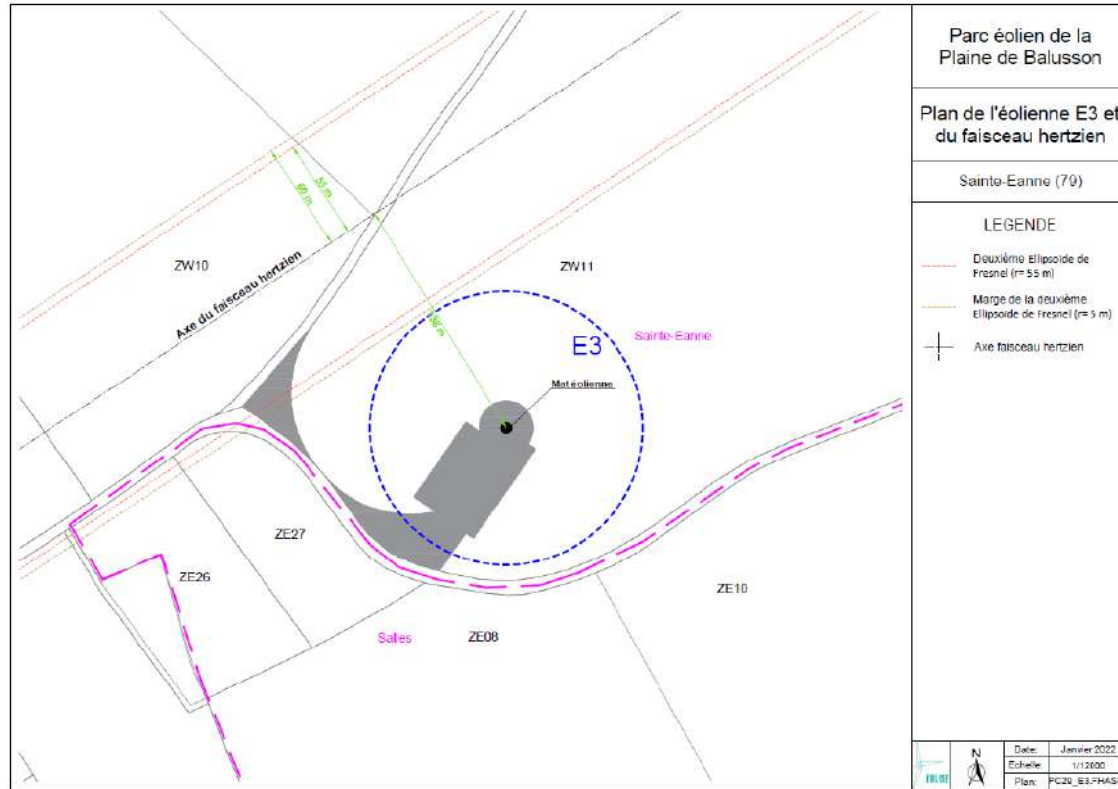 Parc éolien de la
Plaine de Balusson
Plan de l'éolienne E3 et
du faisceau hertzien
Sainte-Eanne (79)
LEGENDE
Deuxième Ellipsoïde de
Fresnel (r= 55 m)
Marge de la deuxième
Ellipsoïde de Fresnel (r= 5 m)
Axe faisceau hertzien
60 m
55 m
ZW10
ZW11
Axe du faisceau hertzien
E3
Sainte-Eanne
Mat éolienne
ZE27
ZE26
ZE10
Salles
ZE08
N
Date: Janvier 2022
Echelle:
Plan: